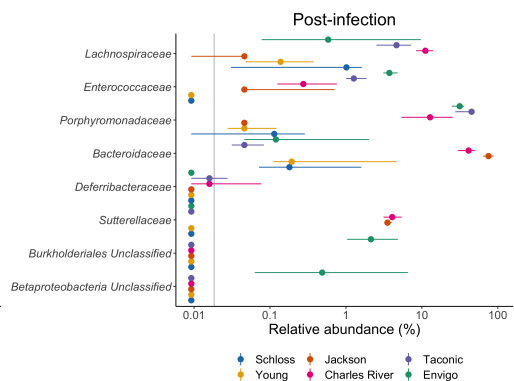 Post-infection
Lachnospiraceae
Enterococcaceae
Porphyromonadaceae
Bacteroidaceae
Deferribacteraceae
Sutterellaceae
Burkholderiales Unclassified
Betaproteobacteria Unclassified
0.01 0.1 1 10 100
Relative abundance (%)
Schloss Jackson Taconic
Young Charles River Envigo